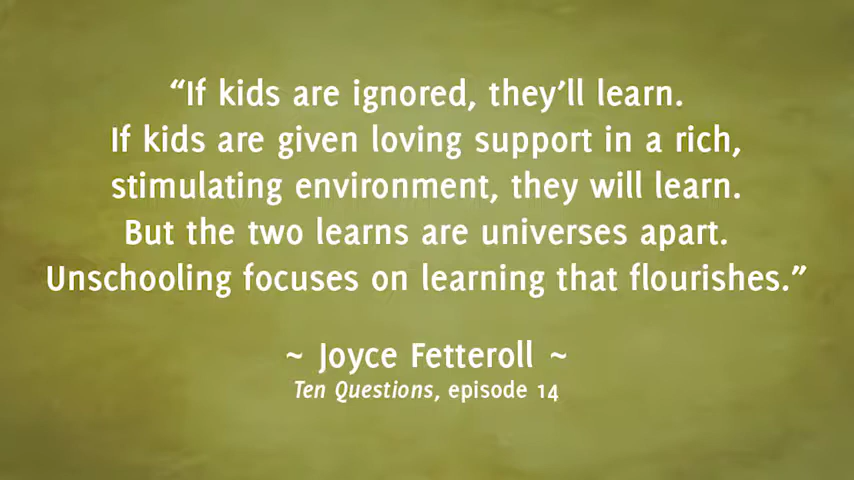 “If kids are ignored, they’ll learn.
If kids are given loving support in a rich,
stimulating environment, they will learn.
But the two learns are universes apart.
Unschooling focuses on learning that flourishes.”
~ Joyce Fetteroll ~
Ten Questions, episode 14